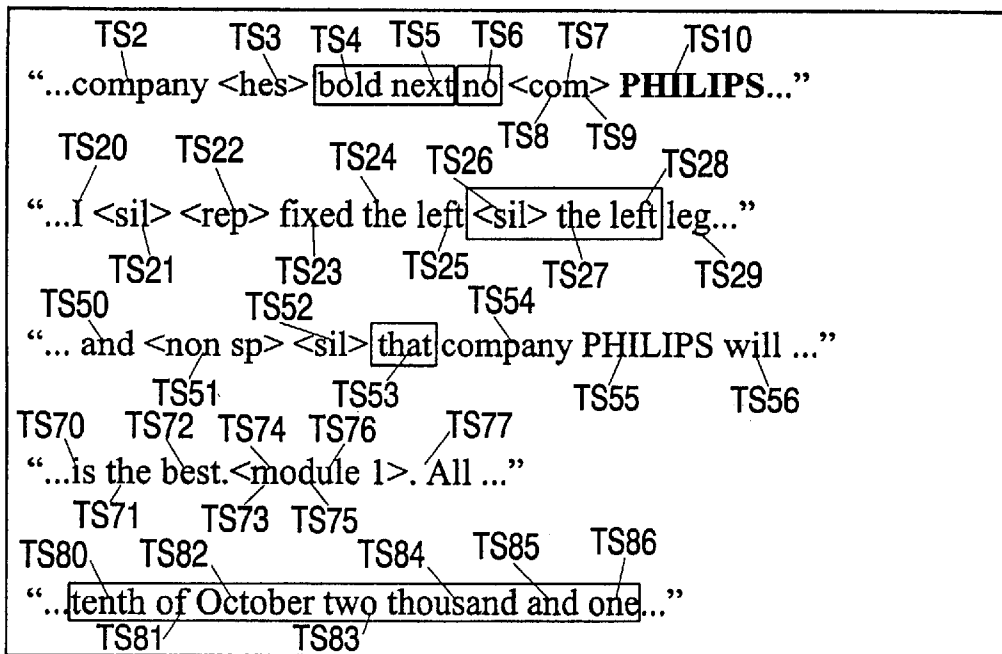 TS2 TS3 TS4 TS5 TS6 TS7 TS10
“...company <hes> bold next no <com> PHILIPS...”
TS8 TS9
TS20 TS22 TS24 TS26 TS28
“...I <sil> <rep> fixed the left <sil> the left leg...”
TS21 TS23 TS25 TS27 TS29
TS50 TS52 TS54
“... and <non sp> <sil> that company PHILIPS will ...”
TS51 TS53 TS55 TS56
TS70 TS72 TS74 TS76 TS77
“...is the best.<module 1>. All ...”
TS71 TS73 TS75
TS80 TS82 TS84 TS85 TS86
“...tenth of October two thousand and one...”
TS81 TS83